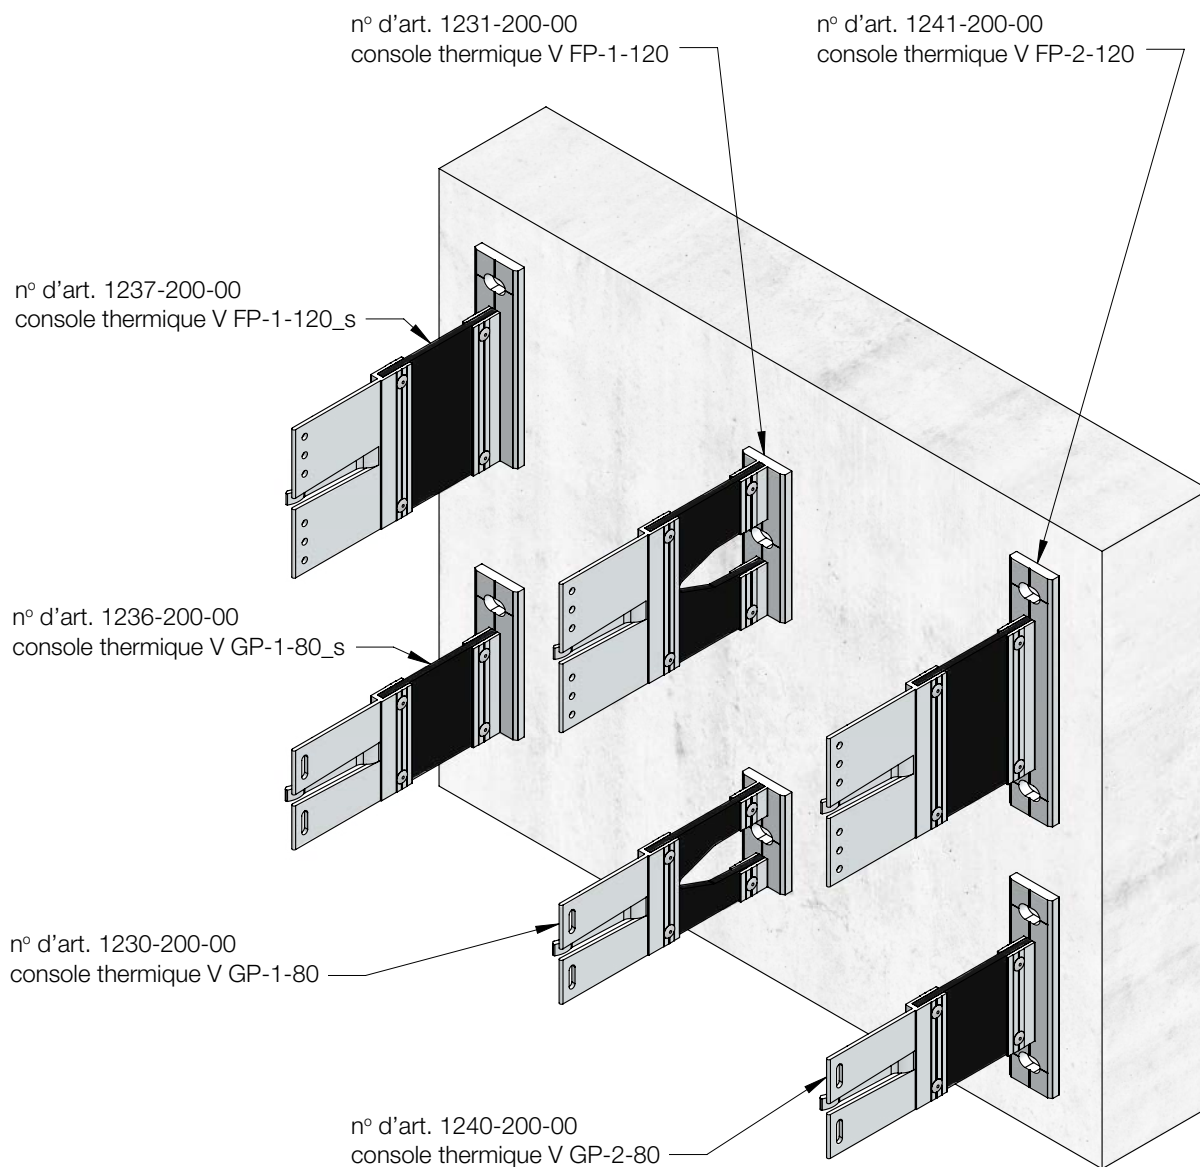 nº d'art. 1231-200-00
console thermique V FP-1-120
nº d'art. 1241-200-00
console thermique V FP-2-120
nº d'art. 1237-200-00
console thermique V FP-1-120_s
nº d'art. 1236-200-00
console thermique V GP-1-80_s
nº d'art. 1230-200-00
console thermique V GP-1-80
nº d'art. 1240-200-00
console thermique V GP-2-80